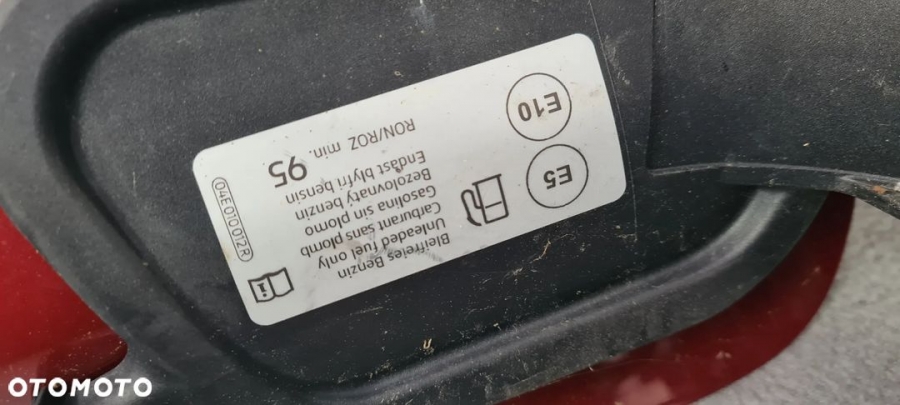 E5
E10
Bleifreies Benzin
Unleaded fuel only
Carburant sans plomb
Gasolina sin plomo
Bezolovnatý benzin
Endast blyfri bensin
RON/ROZ min. 95
i
04E010012R
OTOMOTO